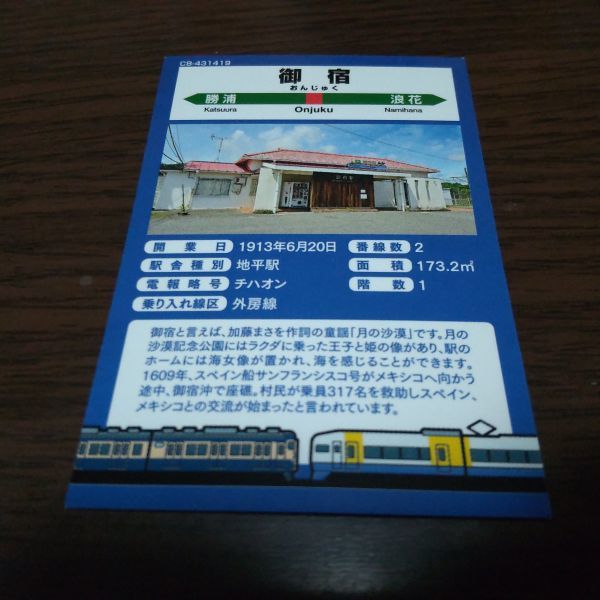 CB-431419
御宿
おんじゅく
勝浦 浪花
Katsuura Onjuku Namihana
開業日 1913年6月20日 番線数 2
駅舎種別 地平駅 面積 173.2㎡
電報略号 チハオン 階数 1
乗り入れ線区 外房線
御宿と言えば、加藤まさを作詞の童謡「月の沙漠」です。月の
沙漠記念公園にはラクダに乗った王子と姫の像があり、駅の
ホームには海女像が置かれ、海を感じることができます。
1609年、スペイン船サンフランシスコ号がメキシコへ向かう
途中、御宿沖で座礁。村民が乗員317名を救助しスペイン、
メキシコとの交流が始まったと言われています。